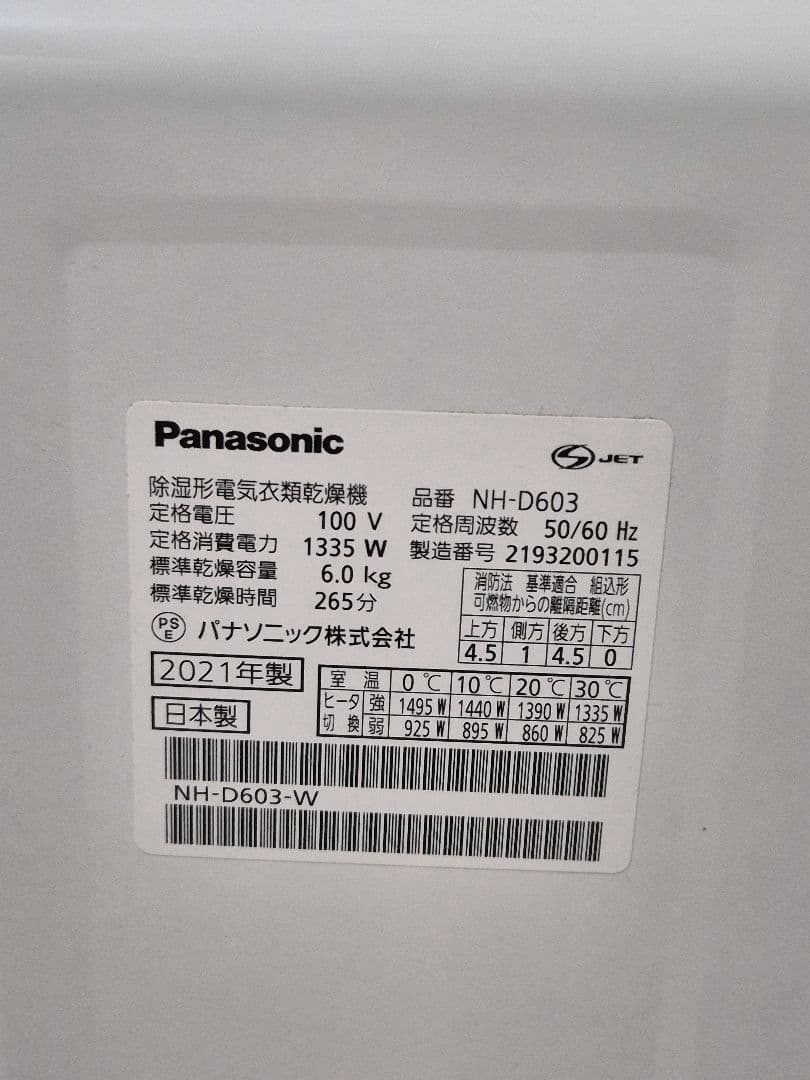 Panasonic
JET
除湿形電気衣類乾燥機
品番 NH-D603
定格電圧 100 V
定格周波数 50/60 Hz
定格消費電力 1335 W
製造番号 2193200115
標準乾燥容量 6.0 kg
標準乾燥時間 265分
消防法 基準適合 組込形
可燃物からの離隔距離(cm)
上方 側方 後方 下方
4.5 1 4.5 0
PS
E
パナソニック株式会社
2021年製
日本製
室温 0℃ 10℃ 20℃ 30℃
ヒータ切換 強 1495 W 1440 W 1390 W 1335 W
弱 925 W 895 W 860 W 825 W
NH-D603-W